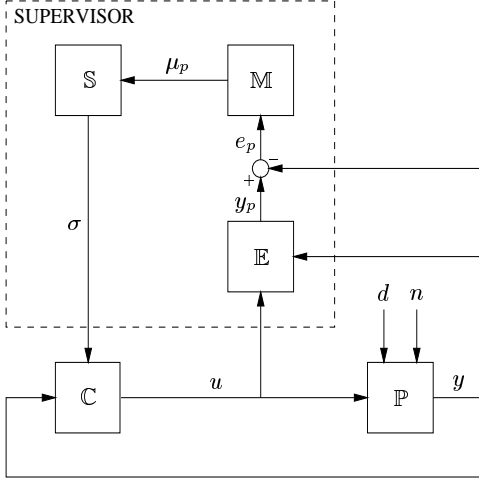 SUPERVISOR
𝕊
μ_p
𝕄
e_p
−
+
y_p
σ
𝔼
d
n
ℂ
u
ℙ
y